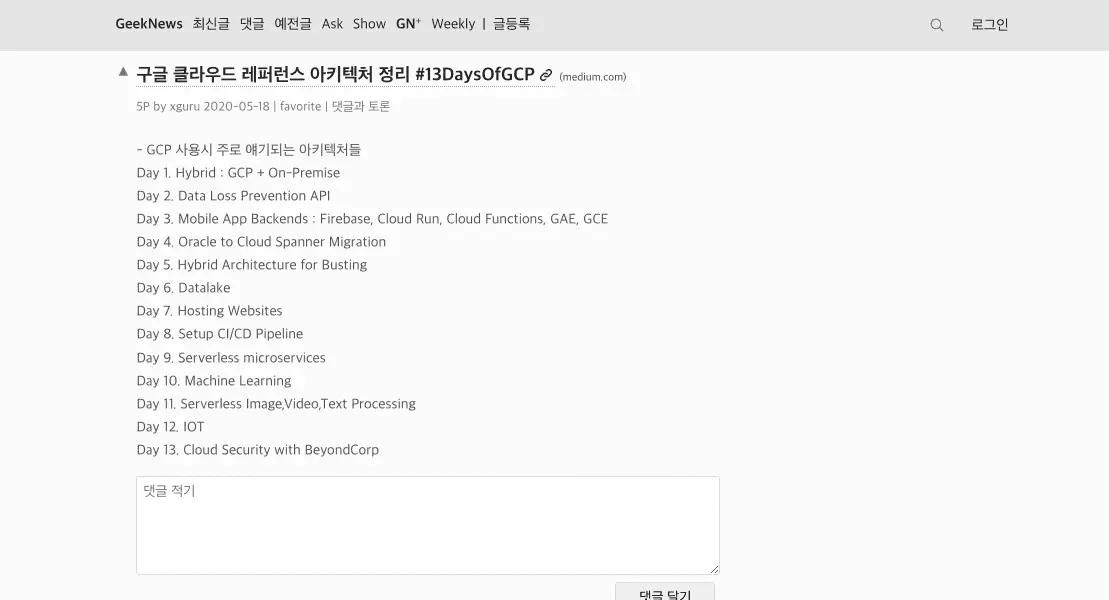 GeekNews 최신글 댓글 예전글 Ask Show GN⁺ Weekly | 글등록 로그인
▲ 구글 클라우드 레퍼런스 아키텍처 정리 #13DaysOfGCP (medium.com)
5P by xguru 2020-05-18 | favorite | 댓글과 토론
- GCP 사용시 주로 얘기되는 아키텍처들
Day 1. Hybrid : GCP + On-Premise
Day 2. Data Loss Prevention API
Day 3. Mobile App Backends : Firebase, Cloud Run, Cloud Functions, GAE, GCE
Day 4. Oracle to Cloud Spanner Migration
Day 5. Hybrid Architecture for Busting
Day 6. Datalake
Day 7. Hosting Websites
Day 8. Setup CI/CD Pipeline
Day 9. Serverless microservices
Day 10. Machine Learning
Day 11. Serverless Image,Video,Text Processing
Day 12. IOT
Day 13. Cloud Security with BeyondCorp
댓글 적기
댓글 달기